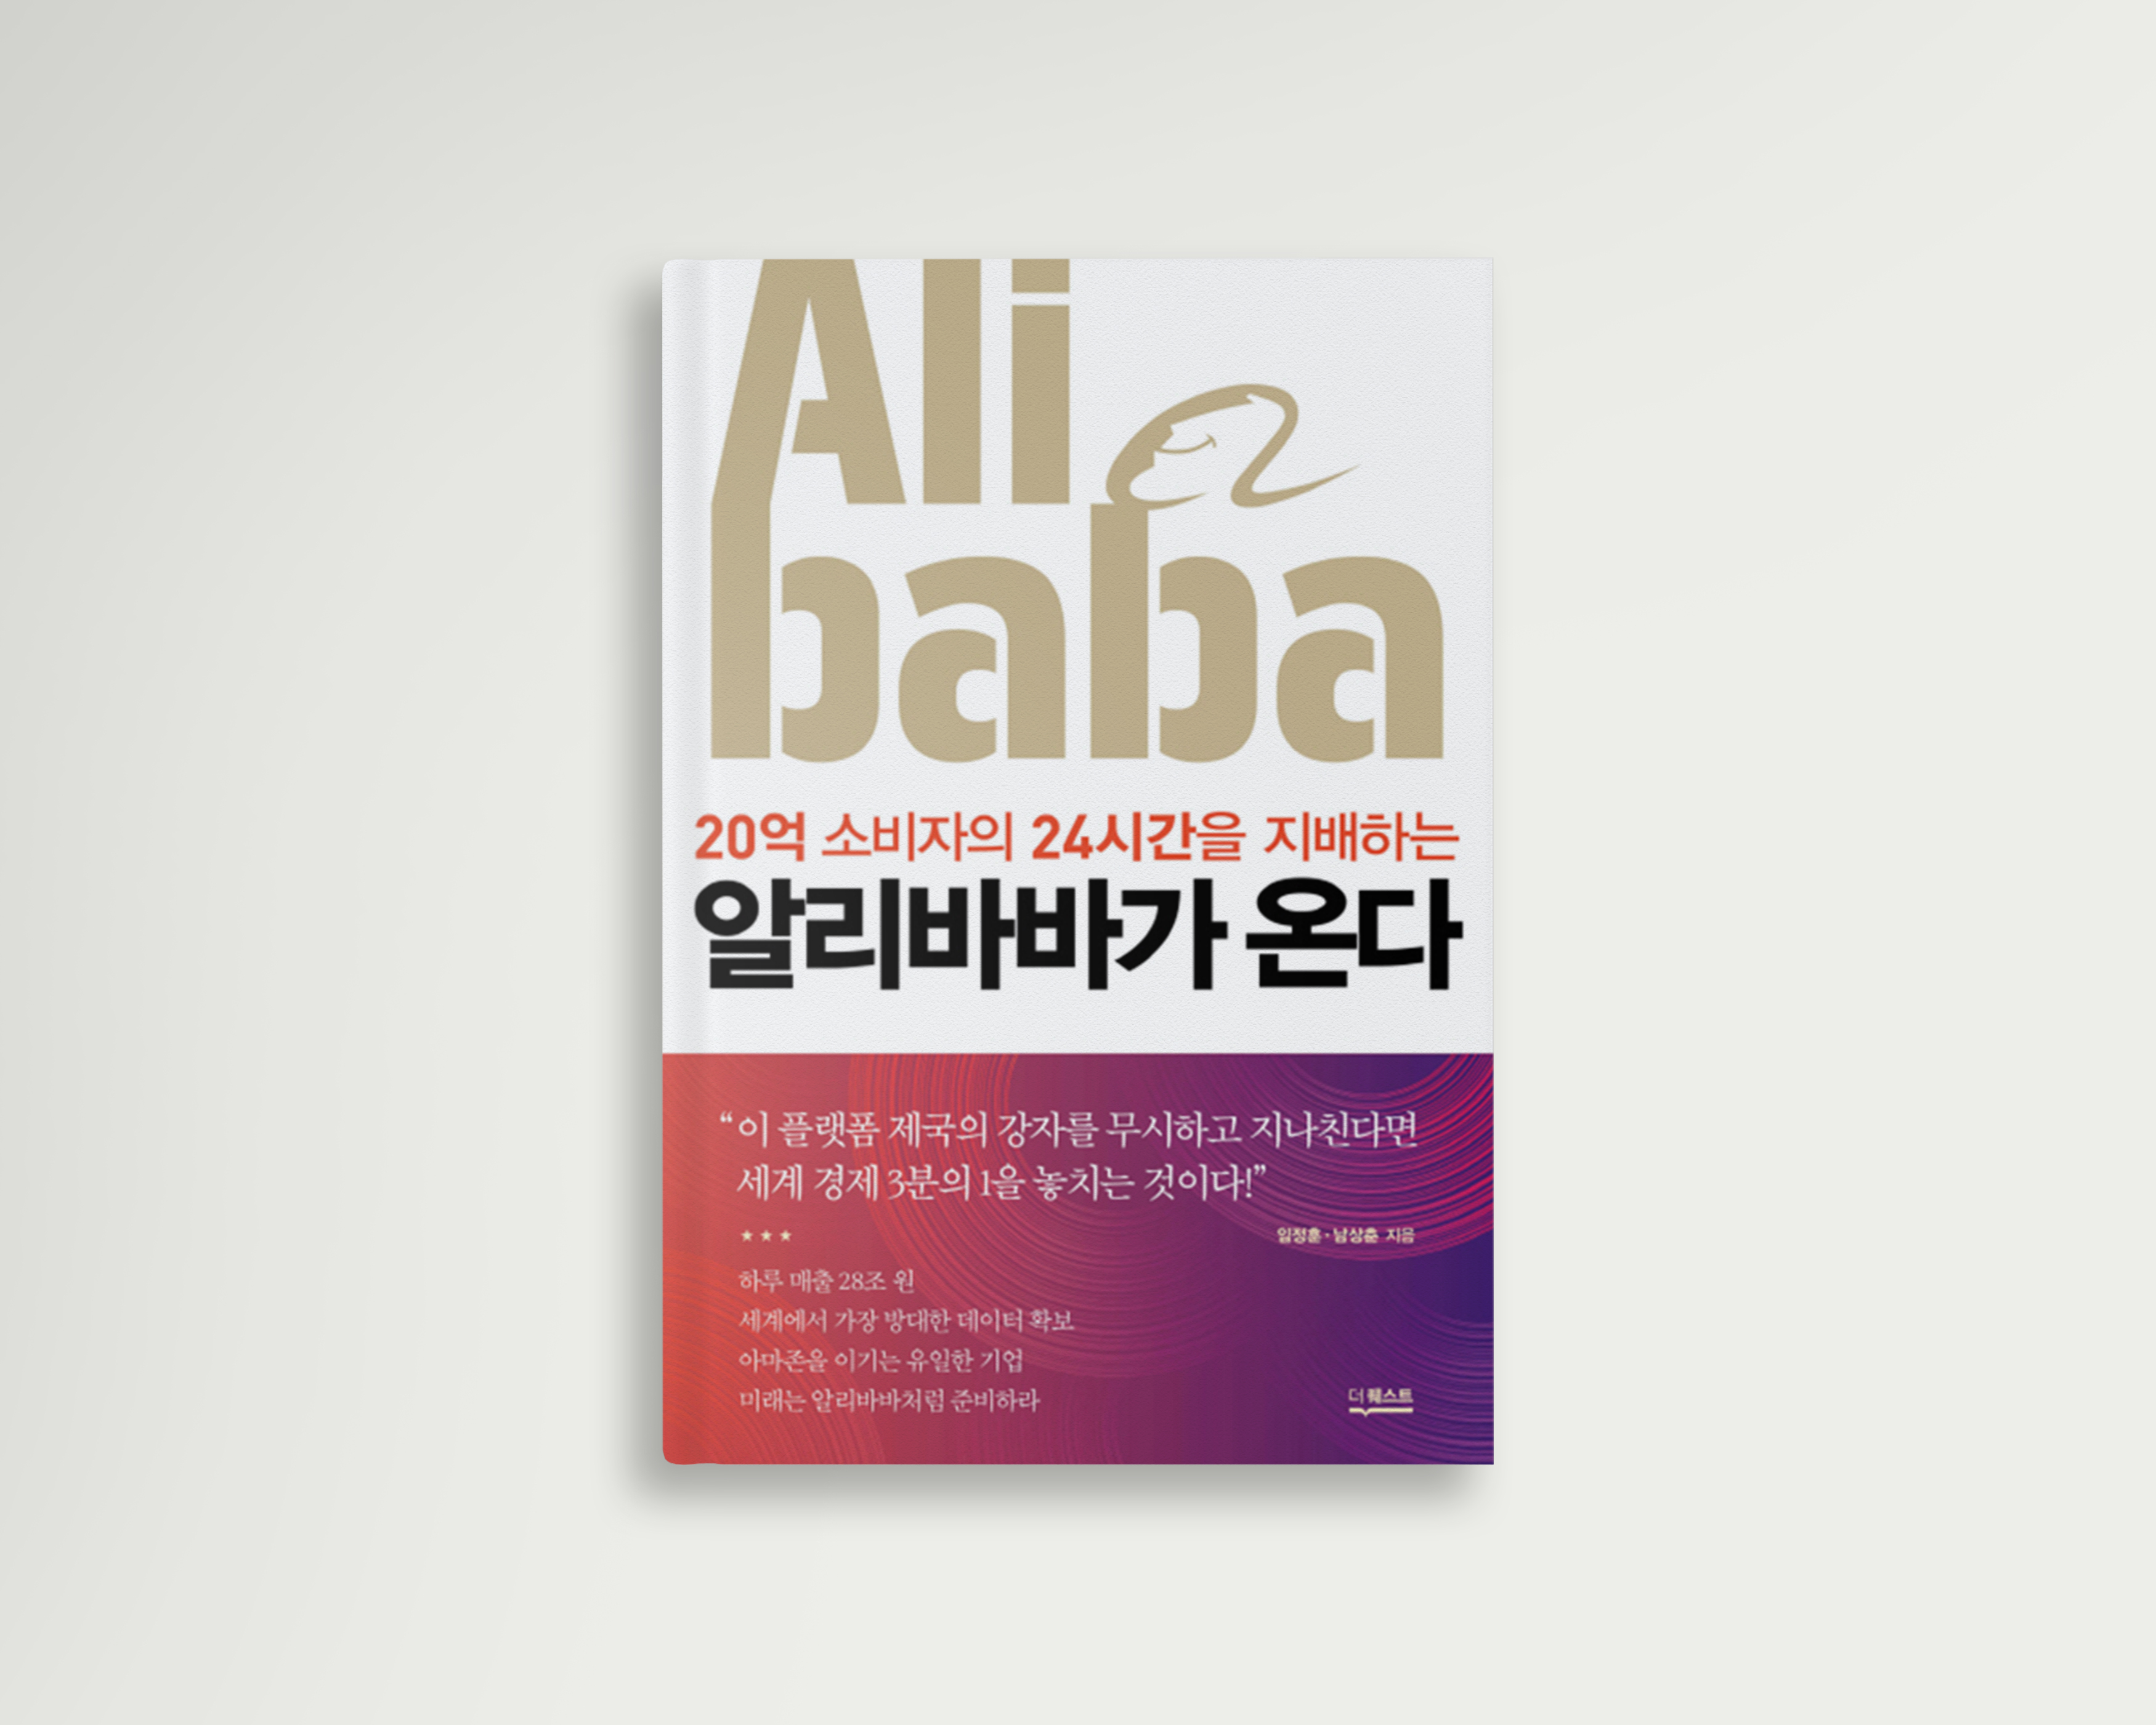 Ali
baba
20억 소비자의 24시간을 지배하는
알리바바가 온다
“이 플랫폼 제국의 강자를 무시하고 지나친다면
세계 경제 3분의 1을 놓치는 것이다!”
★★★
임정훈·남상춘 지음
하루 매출 28조 원
세계에서 가장 방대한 데이터 확보
아마존을 이기는 유일한 기업
미래는 알리바바처럼 준비하라
더퀘스트